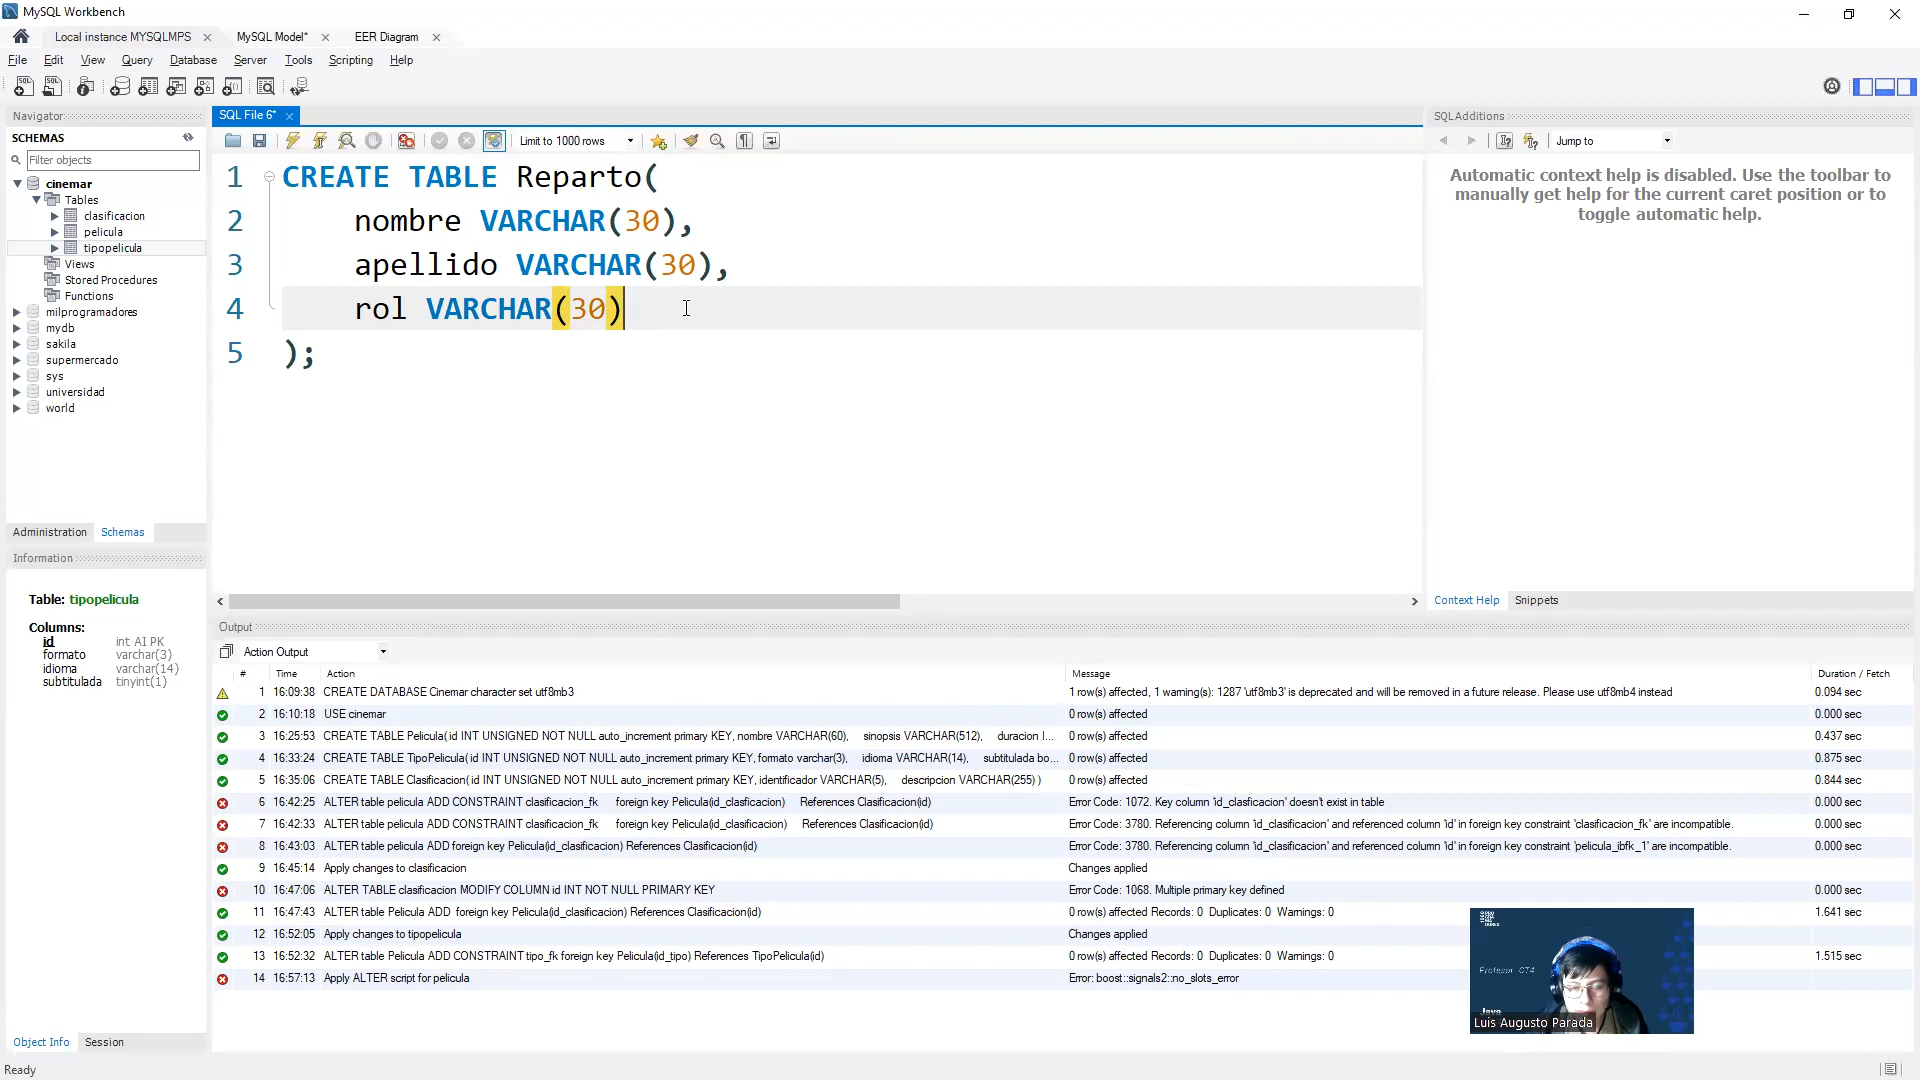 MySQL Workbench
Local instance MYSQLMPS
MySQL Model*
EER Diagram
File Edit View Query Database Server Tools Scripting Help
Navigator
SCHEMAS
Filter objects
cinemar
Tables
clasificacion
pelicula
tipopelicula
Views
Stored Procedures
Functions
milprogramadores
mydb
sakila
supermercado
sys
universidad
world
Administration Schemas
Information
Table: tipopelicula
Columns:
id int AI PK
formato varchar(3)
idioma varchar(14)
subtitulada tinyint(1)
Object Info Session
Ready
SQL File 6*
Limit to 1000 rows
1 CREATE TABLE Reparto(
2 nombre VARCHAR(30),
3 apellido VARCHAR(30),
4 rol VARCHAR(30)
5 );
SQLAdditions
Jump to
Automatic context help is disabled. Use the toolbar to
manually get help for the current caret position or to
toggle automatic help.
Context Help Snippets
Output
Action Output
# Time Action Message Duration / Fetch
1 16:09:38 CREATE DATABASE Cinemar character set utf8mb3 1 row(s) affected, 1 warning(s): 1287 'utf8mb3' is deprecated and will be removed in a future release. Please use utf8mb4 instead 0.094 sec
2 16:10:18 USE cinemar 0 row(s) affected 0.000 sec
3 16:25:53 CREATE TABLE Pelicula( id INT UNSIGNED NOT NULL auto_increment primary KEY, nombre VARCHAR(60), sinopsis VARCHAR(512), duracion I... 0 row(s) affected 0.437 sec
4 16:33:24 CREATE TABLE TipoPelicula( id INT UNSIGNED NOT NULL auto_increment primary KEY, formato varchar(3), idioma VARCHAR(14), subtitulada bo... 0 row(s) affected 0.875 sec
5 16:35:06 CREATE TABLE Clasificacion( id INT UNSIGNED NOT NULL auto_increment primary KEY, identificador VARCHAR(5), descripcion VARCHAR(255) ) 0 row(s) affected 0.844 sec
6 16:42:25 ALTER table pelicula ADD CONSTRAINT clasificacion_fk foreign key Pelicula(id_clasficacion) References Clasificacion(id) Error Code: 1072. Key column 'id_clasficacion' doesn't exist in table 0.000 sec
7 16:42:33 ALTER table pelicula ADD CONSTRAINT clasificacion_fk foreign key Pelicula(id_clasificacion) References Clasificacion(id) Error Code: 3780. Referencing column 'id_clasificacion' and referenced column 'id' in foreign key constraint 'clasificacion_fk' are incompatible. 0.000 sec
8 16:43:03 ALTER table pelicula ADD foreign key Pelicula(id_clasificacion) References Clasificacion(id) Error Code: 3780. Referencing column 'id_clasificacion' and referenced column 'id' in foreign key constraint 'pelicula_ibfk_1' are incompatible. 0.000 sec
9 16:45:14 Apply changes to clasificacion Changes applied
10 16:47:06 ALTER TABLE clasificacion MODIFY COLUMN id INT NOT NULL PRIMARY KEY Error Code: 1068. Multiple primary key defined 0.000 sec
11 16:47:43 ALTER table Pelicula ADD foreign key Pelicula(id_clasificacion) References Clasificacion(id) 0 row(s) affected Records: 0 Duplicates: 0 Warnings: 0 1.641 sec
12 16:52:05 Apply changes to tipopelicula Changes applied
13 16:52:32 ALTER table Pelicula ADD CONSTRAINT tipo_fk foreign key Pelicula(id_tipo) References TipoPelicula(id) 0 row(s) affected Records: 0 Duplicates: 0 Warnings: 0 1.515 sec
14 16:57:13 Apply ALTER script for pelicula Error: boost::signals2::no_slots_error
Profesor CT4
Java
Luis Augusto Parada